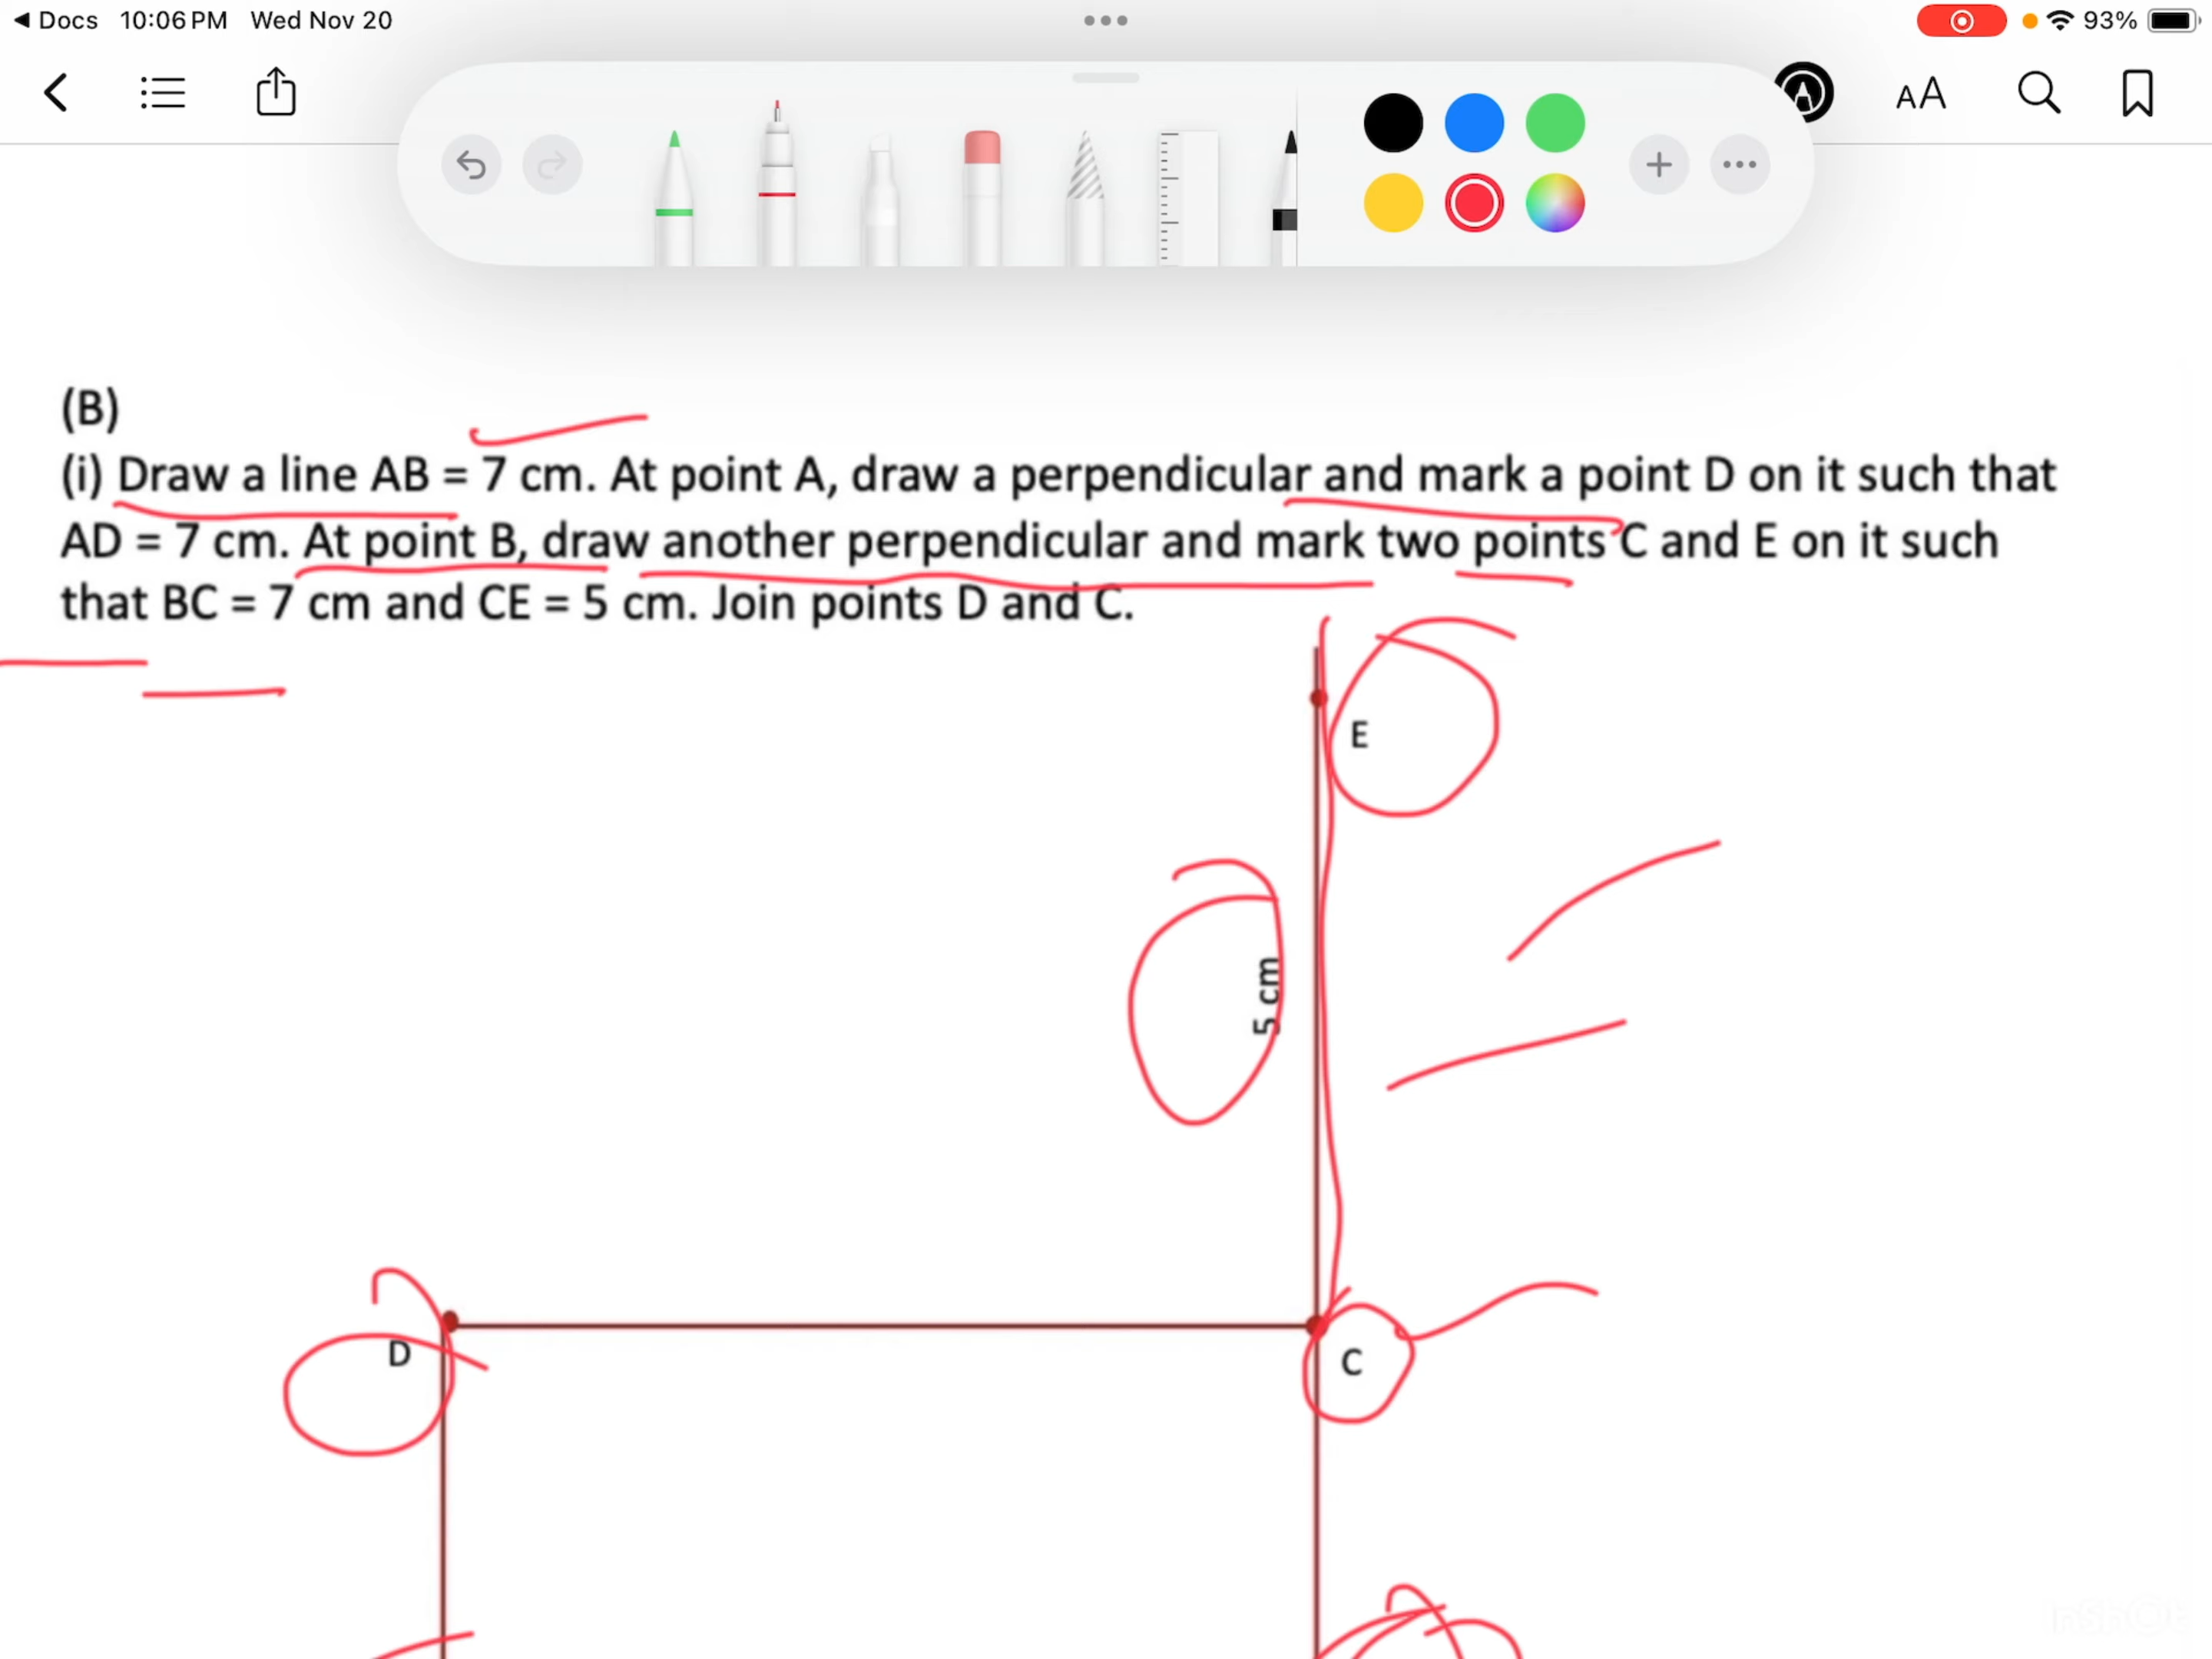 Docs 10:06 PM Wed Nov 20
93%
AA
(B)
(i) Draw a line AB = 7 cm. At point A, draw a perpendicular and mark a point D on it such that
AD = 7 cm. At point B, draw another perpendicular and mark two points C and E on it such
that BC = 7 cm and CE = 5 cm. Join points D and C.
E
5 cm
D
C